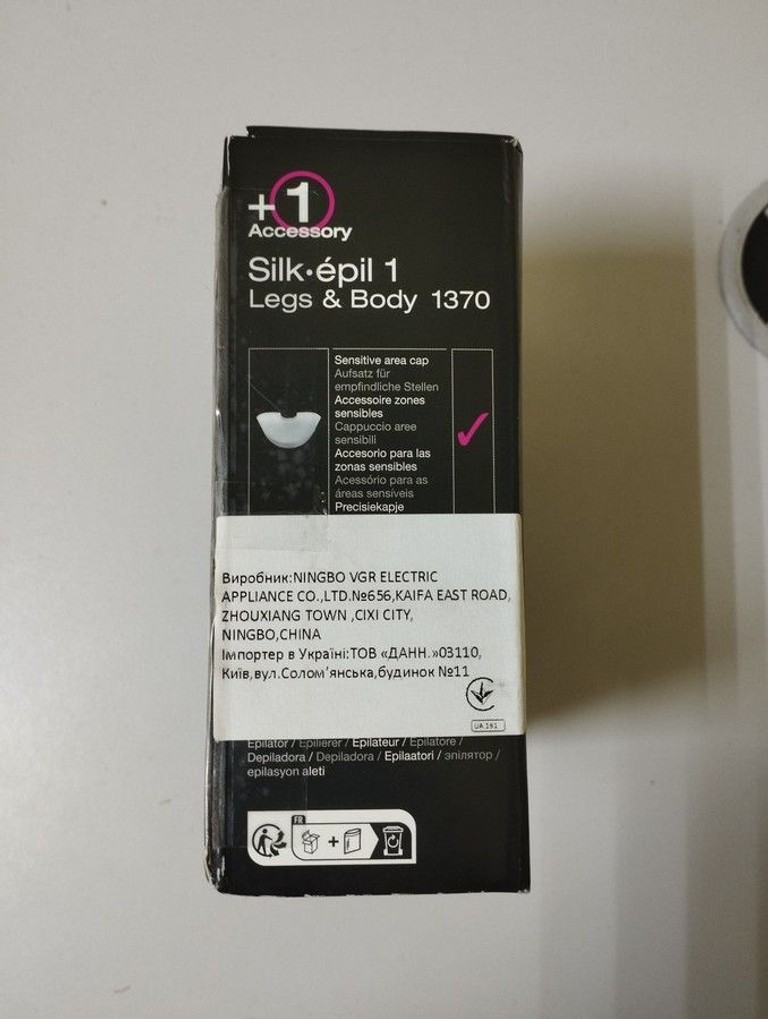 +1
Accessory
Silk·épil 1
Legs & Body 1370
Sensitive area cap
Aufsatz für
empfindliche Stellen
Accessoire zones
sensibles
Cappuccio aree
sensibili
Accesorio para las
zonas sensibles
Acessório para as
áreas sensíveis
Precisiekapje
Виробник:NINGBO VGR ELECTRIC
APPLIANCE CO.,LTD.№656,KAIFA EAST ROAD,
ZHOUXIANG TOWN ,CIXI CITY,
NINGBO,CHINA
Імпортер в Україні:ТОВ «ДАНН.»03110,
Київ,вул.Солом'янська,будинок №11
UA.191
Epilator / Epilierer / Epilateur / Epilatore /
Depiladora / Depiladora / Epilaatori / эпілятор /
epilasyon aleti
FR